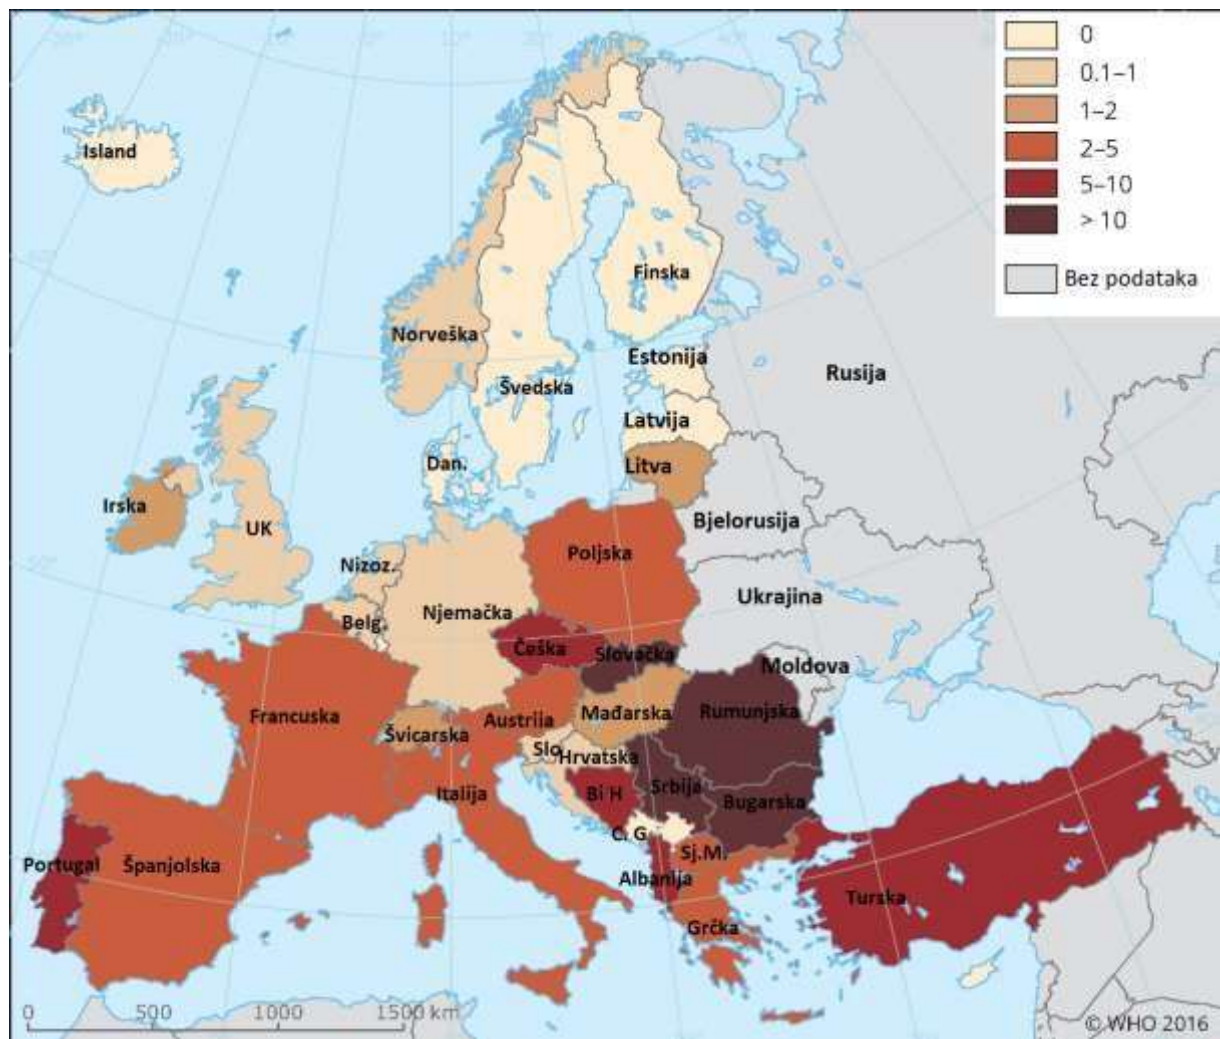 0
0.1–1
1–2
2–5
5–10
> 10
Bez podataka
Island
Finska
Norveška
Švedska
Estonija
Rusija
Latvija
Dan.
Litva
Irska
UK
Bjelorusija
Poljska
Nizoz.
Ukrajina
Belg.
Njemačka
Češka
Slovačka
Moldova
Francuska
Švicarska
Austrija
Mađarska
Rumunjska
Slo.
Hrvatska
Italija
Bi H
Srbija
Bugarska
C. G.
Sj.M.
Portugal
Španjolska
Albanija
Turska
Grčka
0 500 1000 1500 km
© WHO 2016